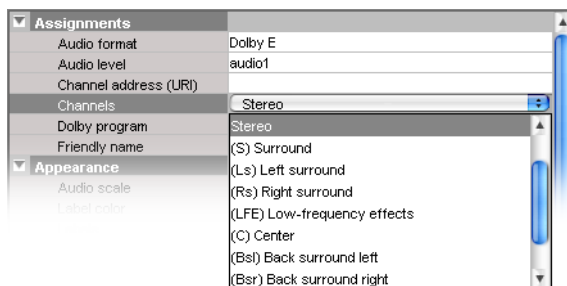 Assignments
Audio format Dolby E
Audio level audio1
Channel address (URI)
Channels Stereo
Dolby program Stereo
Friendly name (S) Surround
Appearance (Ls) Left surround
Audio scale (Rs) Right surround
Label color (LFE) Low-frequency effects
(C) Center
(Bsl) Back surround left
(Bsr) Back surround right